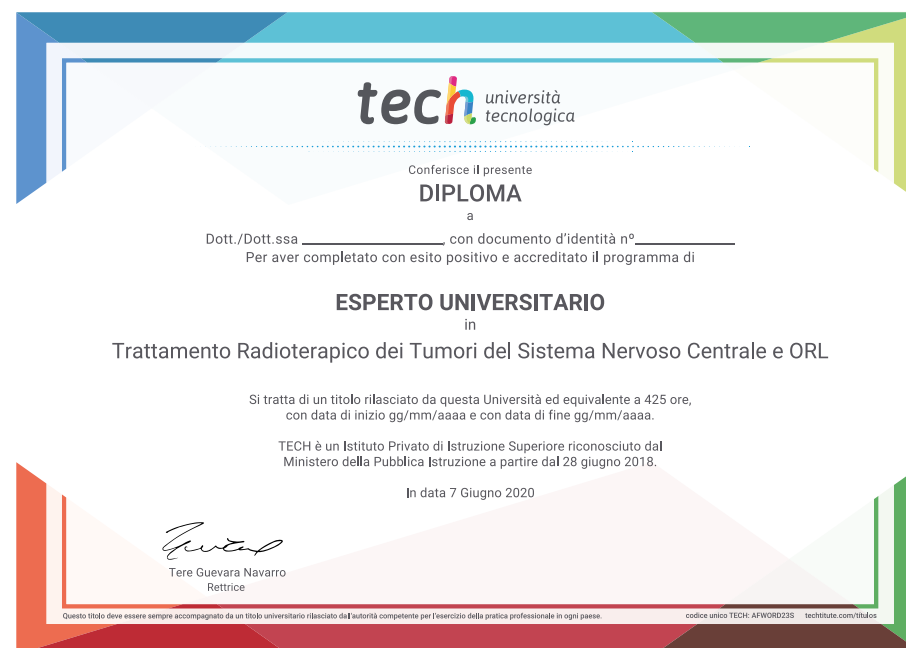 tech università
tecnologica
Conferisce il presente
DIPLOMA
a
Dott./Dott.ssa ____________________, con documento d'identità nº______________
Per aver completato con esito positivo e accreditato il programma di
ESPERTO UNIVERSITARIO
in
Trattamento Radioterapico dei Tumori del Sistema Nervoso Centrale e ORL
Si tratta di un titolo rilasciato da questa Università ed equivalente a 425 ore,
con data di inizio gg/mm/aaaa e con data di fine gg/mm/aaaa.
TECH è un Istituto Privato di Istruzione Superiore riconosciuto dal
Ministero della Pubblica Istruzione a partire dal 28 giugno 2018.
In data 7 Giugno 2020
Tere Guevara Navarro
Rettrice
Questo titolo deve essere sempre accompagnato da un titolo universitario rilasciato dall'autorità competente per l'esercizio della pratica professionale in ogni paese. codice unico TECH: AFWORD23S techtitute.com/titulos